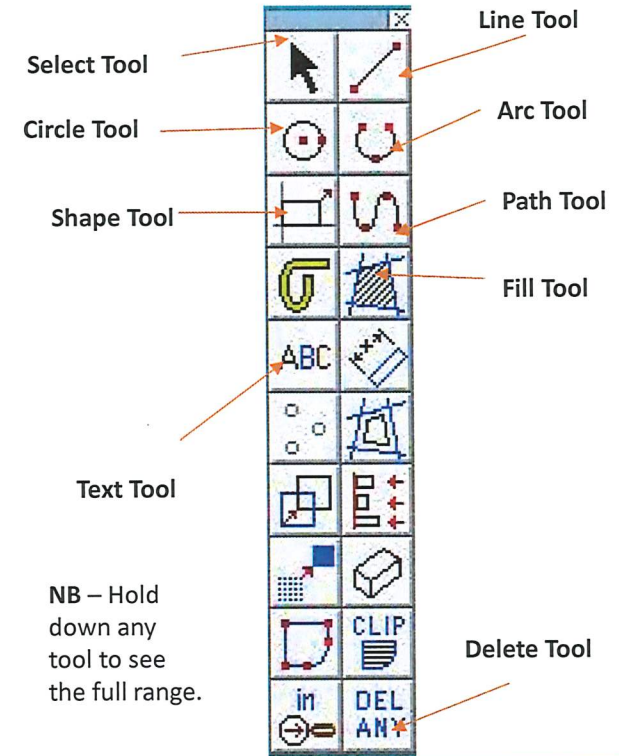 Line Tool
Select Tool
Arc Tool
Circle Tool
Path Tool
Shape Tool
Fill Tool
ABC
Text Tool
NB – Hold
down any
tool to see
the full range.
CLIP
Delete Tool
in
DEL
ANY